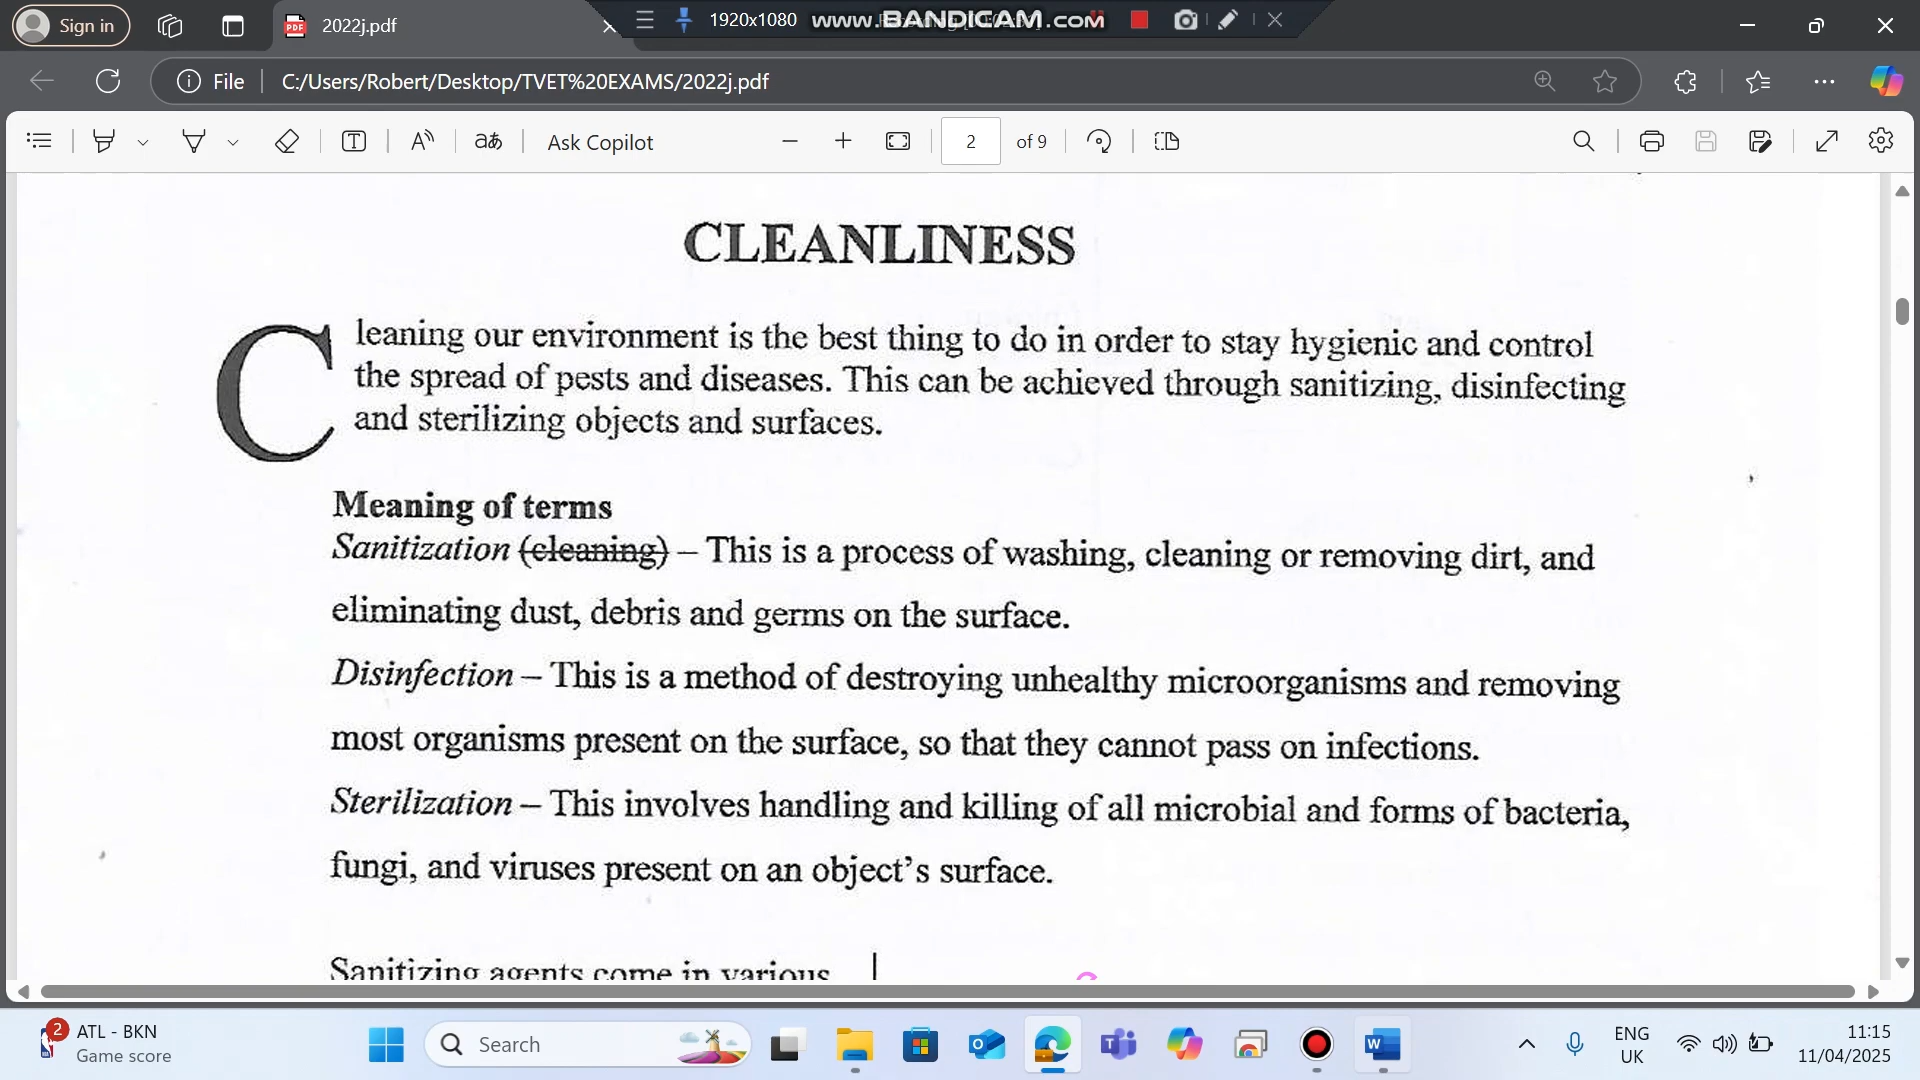 Sign in
2022j.pdf
1920x1080
www.BANDICAM.com
File
C:/Users/Robert/Desktop/TVET%20EXAMS/2022j.pdf
Ask Copilot
2 of 9
CLEANLINESS
Cleaning our environment is the best thing to do in order to stay hygienic and control
the spread of pests and diseases. This can be achieved through sanitizing, disinfecting
and sterilizing objects and surfaces.
Meaning of terms
Sanitization (cleaning) – This is a process of washing, cleaning or removing dirt, and
eliminating dust, debris and germs on the surface.
Disinfection – This is a method of destroying unhealthy microorganisms and removing
most organisms present on the surface, so that they cannot pass on infections.
Sterilization – This involves handling and killing of all microbial and forms of bacteria,
fungi, and viruses present on an object's surface.
Sanitizing agents come in various
2
ATL - BKN
Game score
Search
ENG
UK
11:15
11/04/2025